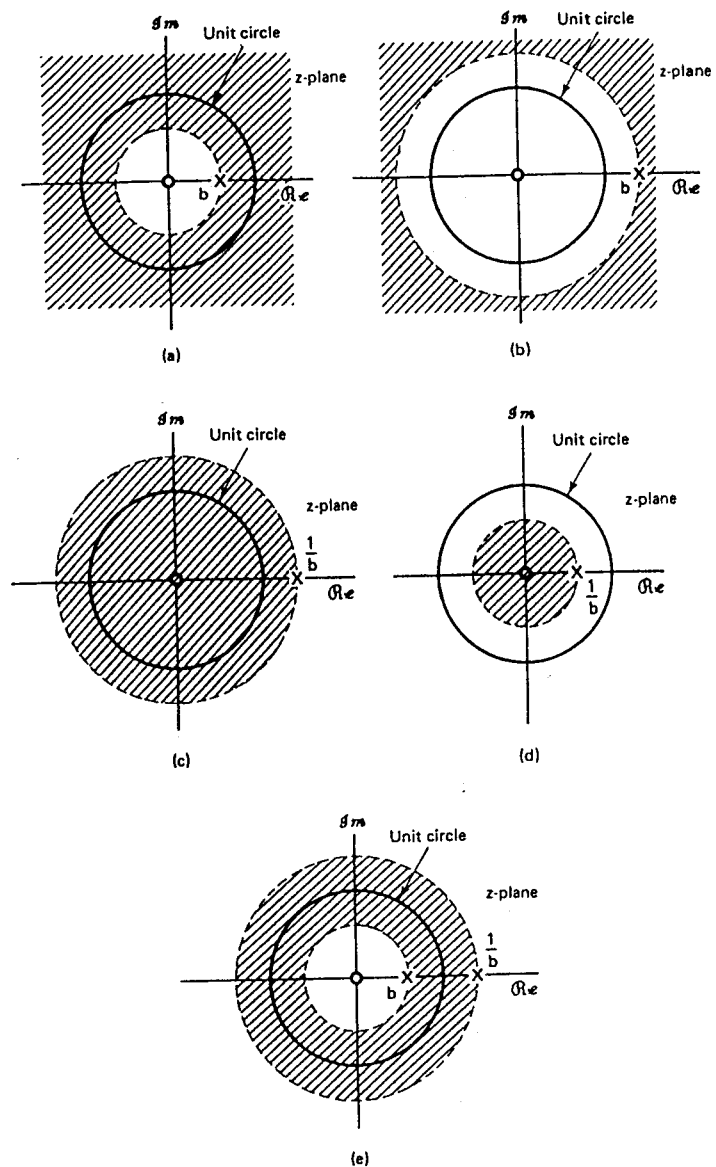 ℐm
Unit circle
z-plane
b
ℛe
(a)
ℐm
Unit circle
z-plane
b
ℛe
(b)
ℐm
Unit circle
z-plane
1
b
ℛe
(c)
ℐm
Unit circle
z-plane
1
b
ℛe
(d)
ℐm
Unit circle
z-plane
1
b
b
ℛe
(e)